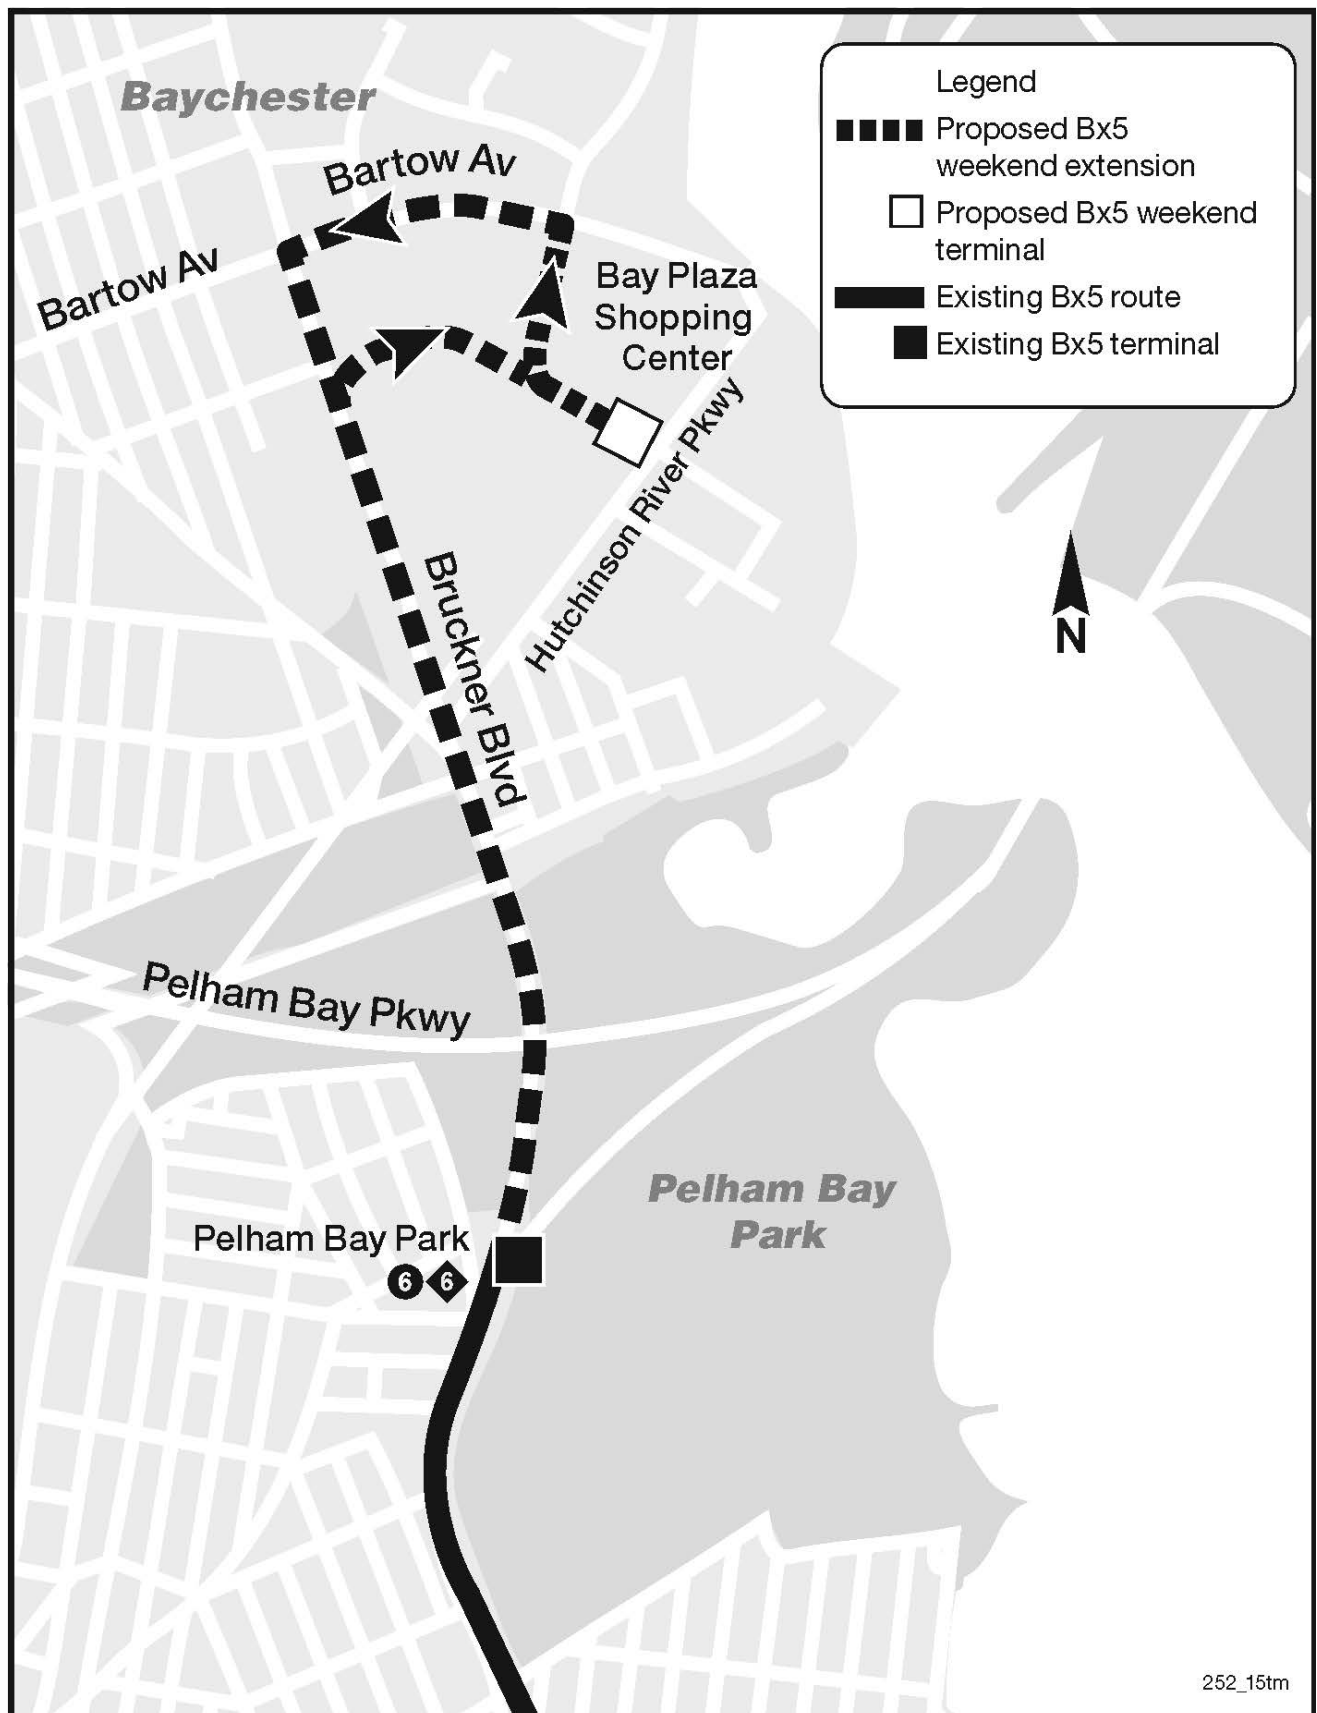 Baychester
Bartow Av
Bartow Av
Legend
Proposed Bx5
weekend extension
Proposed Bx5 weekend
terminal
Existing Bx5 route
Existing Bx5 terminal
Bay Plaza
Shopping
Center
Hutchinson River Pkwy
N
Bruckner Blvd
Pelham Bay Pkwy
Pelham Bay
Park
Pelham Bay Park
6 6
252_15tm